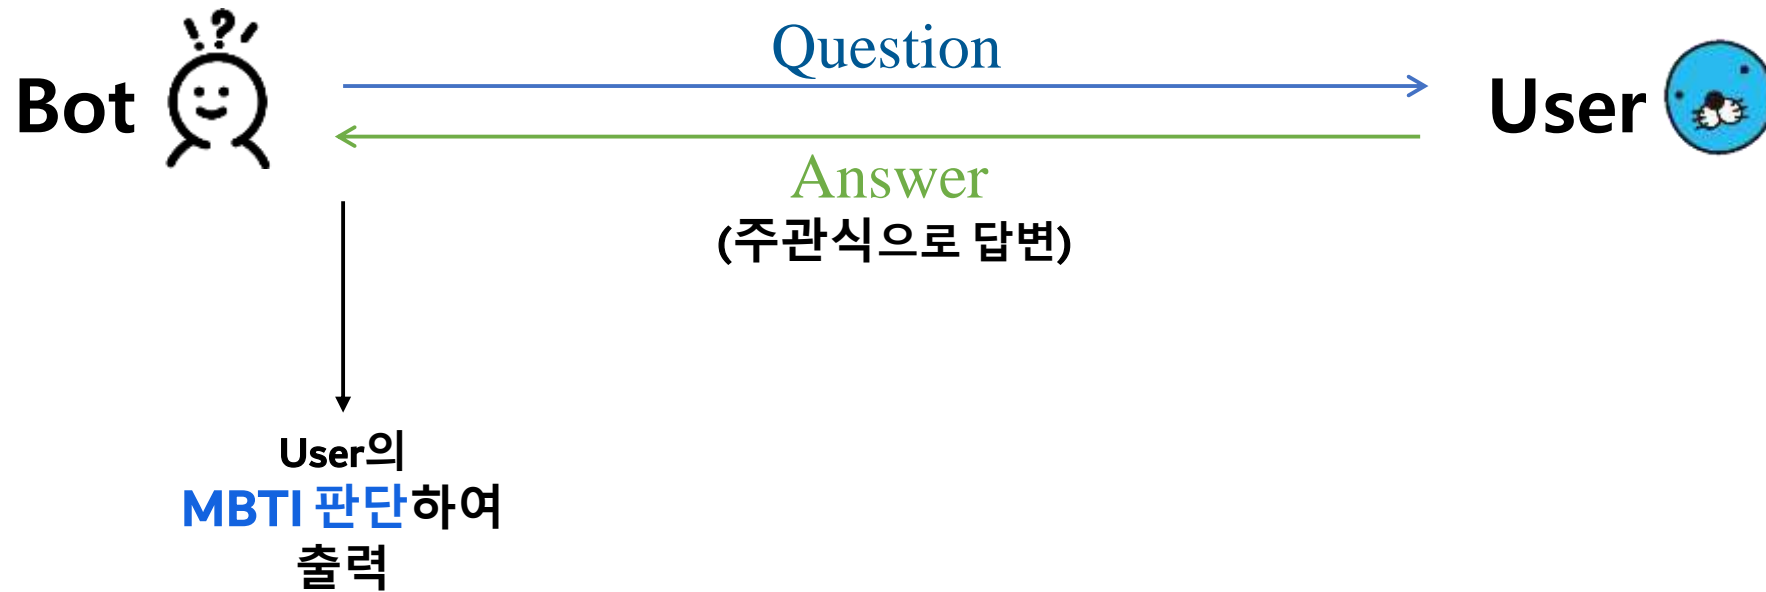 !?!
Bot
Question
User
Answer
(주관식으로 답변)
User의
MBTI 판단하여
출력